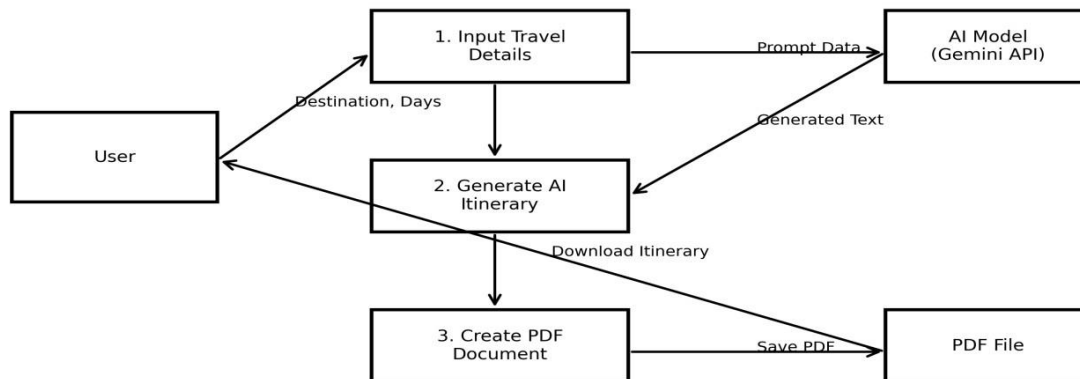 1. Input Travel
Details
AI Model
(Gemini API)
Prompt Data
Destination, Days
Generated Text
User
2. Generate AI
Itinerary
Download Itinerary
3. Create PDF
Document
Save PDF
PDF File